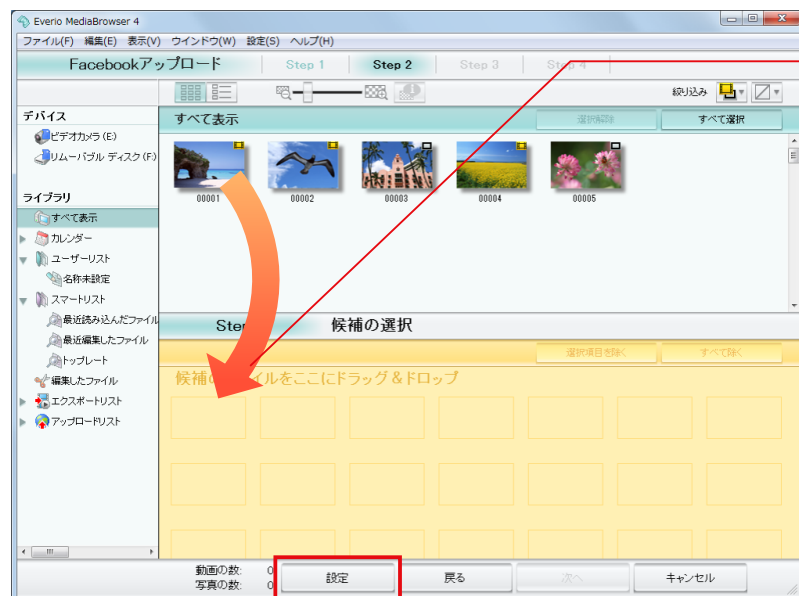 Everio MediaBrowser 4
ファイル(F) 編集(E) 表示(V) ウインドウ(W) 設定(S) ヘルプ(H)
Facebookアップロード Step 1 Step 2 Step 3 Step 4
絞り込み
デバイス
ビデオカメラ (E:)
リムーバブル ディスク (F:)
ライブラリ
すべて表示
カレンダー
ユーザーリスト
名称未設定
スマートリスト
最近読み込んだファイル
最近編集したファイル
トップレート
編集したファイル
エクスポートリスト
アップロードリスト
すべて表示 選択解除 すべて選択
00001 00002 00003 00004 00005
Ste 候補の選択
選択項目を除く すべて除く
候補の イルをここにドラッグ&ドロップ
動画の数: 0
写真の数: 0
設定 戻る 次へ キャンセル